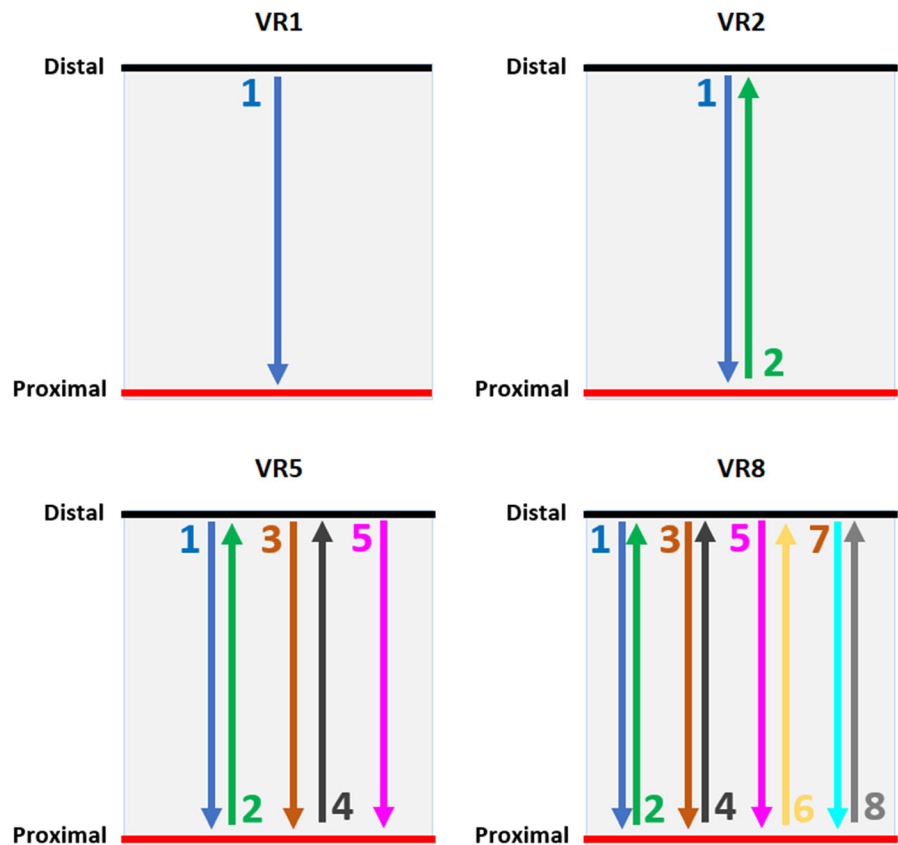 VR1
Distal
1
Proximal
VR2
Distal
1
2
Proximal
VR5
Distal
1 3 5
2 4
Proximal
VR8
Distal
1 3 5 7
2 4 6 8
Proximal